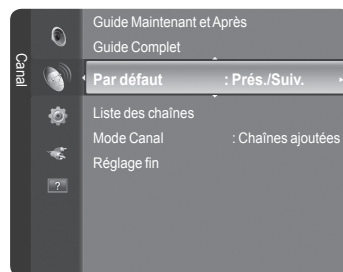 Canal
Guide Maintenant et Après
Guide Complet
Par défaut : Prés./Suiv.
Liste des chaînes
Mode Canal : Chaînes ajoutées
Réglage fin
?